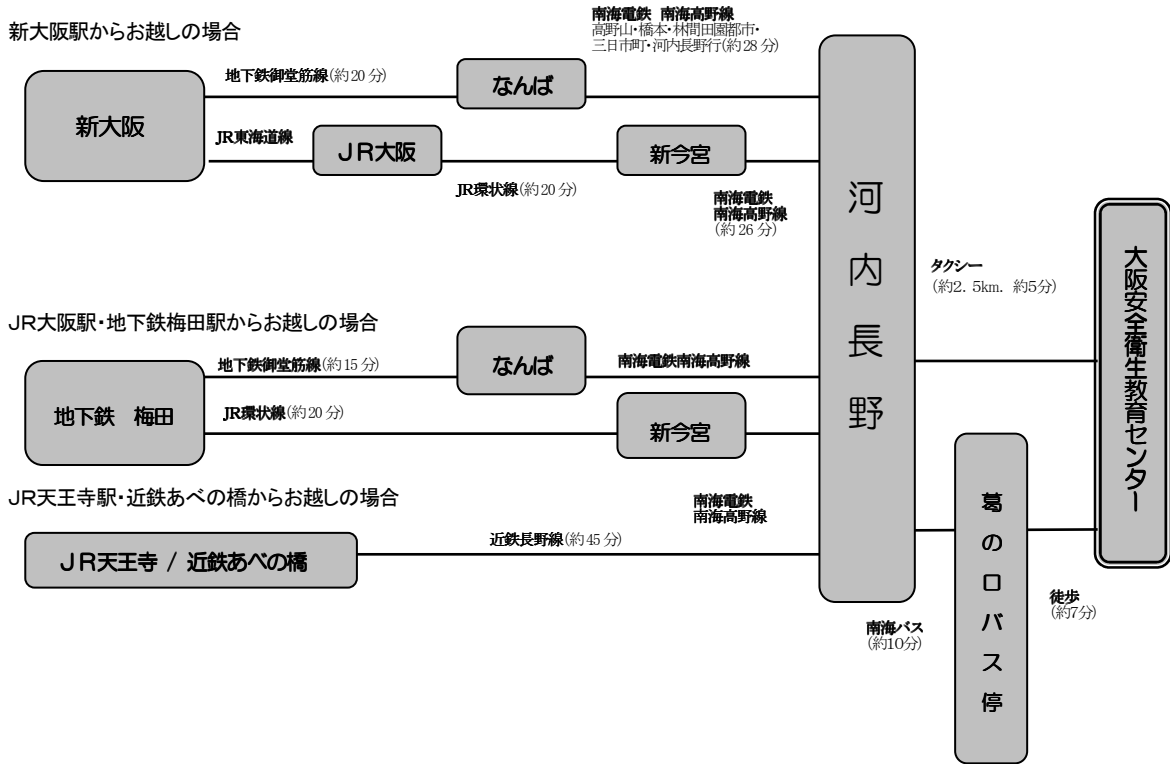 新大阪駅からお越しの場合
南海電鉄　南海高野線
高野山・橋本・林間田園都市・
三日市町・河内長野行(約28分)
地下鉄御堂筋線(約20分)
なんば
新大阪
JR東海道線
ＪＲ大阪
新今宮
JR環状線(約20分)
南海電鉄
南海高野線
(約26分)
河内長野
タクシー
(約2．5km．約5分)
大阪安全衛生教育センター
JR大阪駅・地下鉄梅田駅からお越しの場合
地下鉄御堂筋線(約15分)
なんば
南海電鉄南海高野線
地下鉄　梅田
JR環状線(約20分)
新今宮
JR天王寺駅・近鉄あべの橋からお越しの場合
南海電鉄
南海高野線
近鉄長野線(約45分)
ＪＲ天王寺 / 近鉄あべの橋
南海バス
(約10分)
葛の口バス停
徒歩
(約7分)